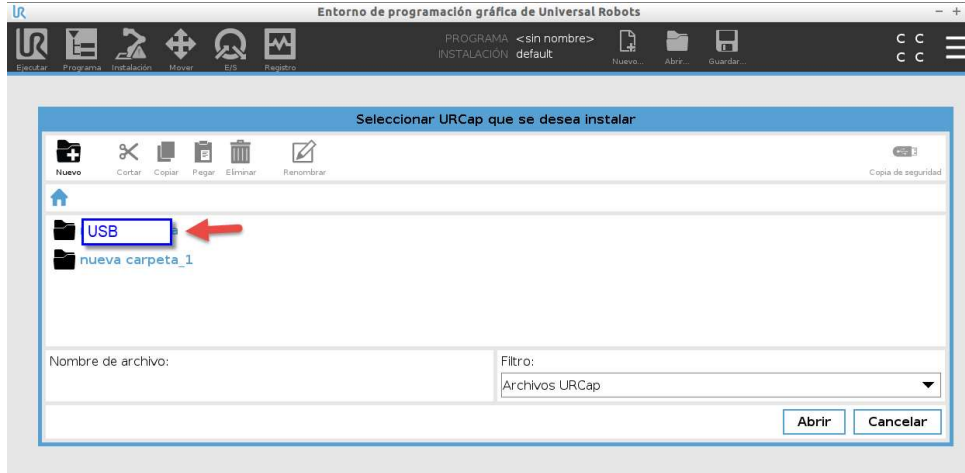 UR
Entorno de programación gráfica de Universal Robots
UR
Ejecutar Programa Instalación Mover E/S Registro
PROGRAMA <sin nombre>
INSTALACIÓN default
Nuevo... Abrir... Guardar...
C C
C C
Seleccionar URCap que se desea instalar
Nuevo Cortar Copiar Pegar Eliminar Renombrar Copia de seguridad
USB
nueva carpeta_1
Nombre de archivo:
Filtro:
Archivos URCap
Abrir Cancelar